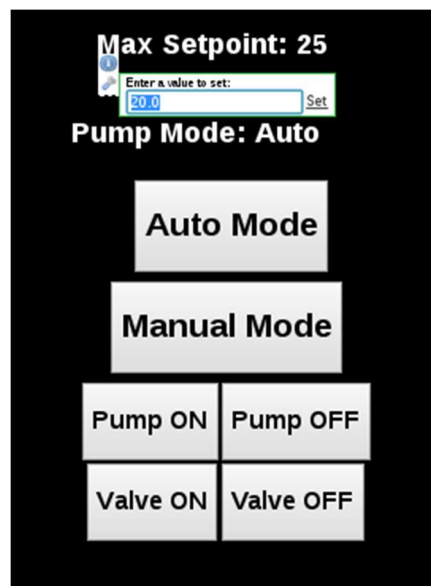 Max Setpoint: 25
Enter a value to set:
20.0 Set
Pump Mode: Auto
Auto Mode
Manual Mode
Pump ON Pump OFF
Valve ON Valve OFF